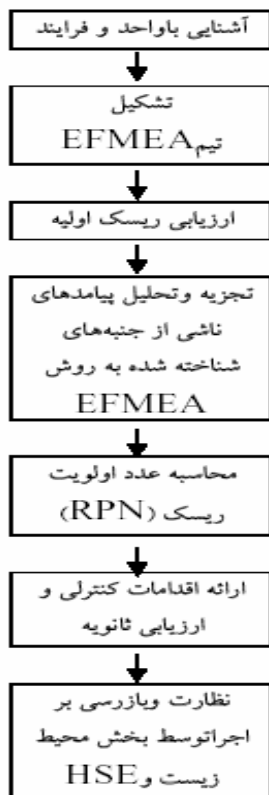 آشنایی باواحد و فرایند
تشکیل
تیمEFMEA
ارزیابی ریسک اولیه
تجزیه وتحلیل پیامدهای
ناشی از جنبه‌های
شناخته شده به روش
EFMEA
محاسبه عدد اولویت
ریسک (RPN)
ارائه اقدامات کنترلی و
ارزیابی ثانویه
نظارت وبازرسی بر
اجراتوسط بخش محیط
زیست وHSE